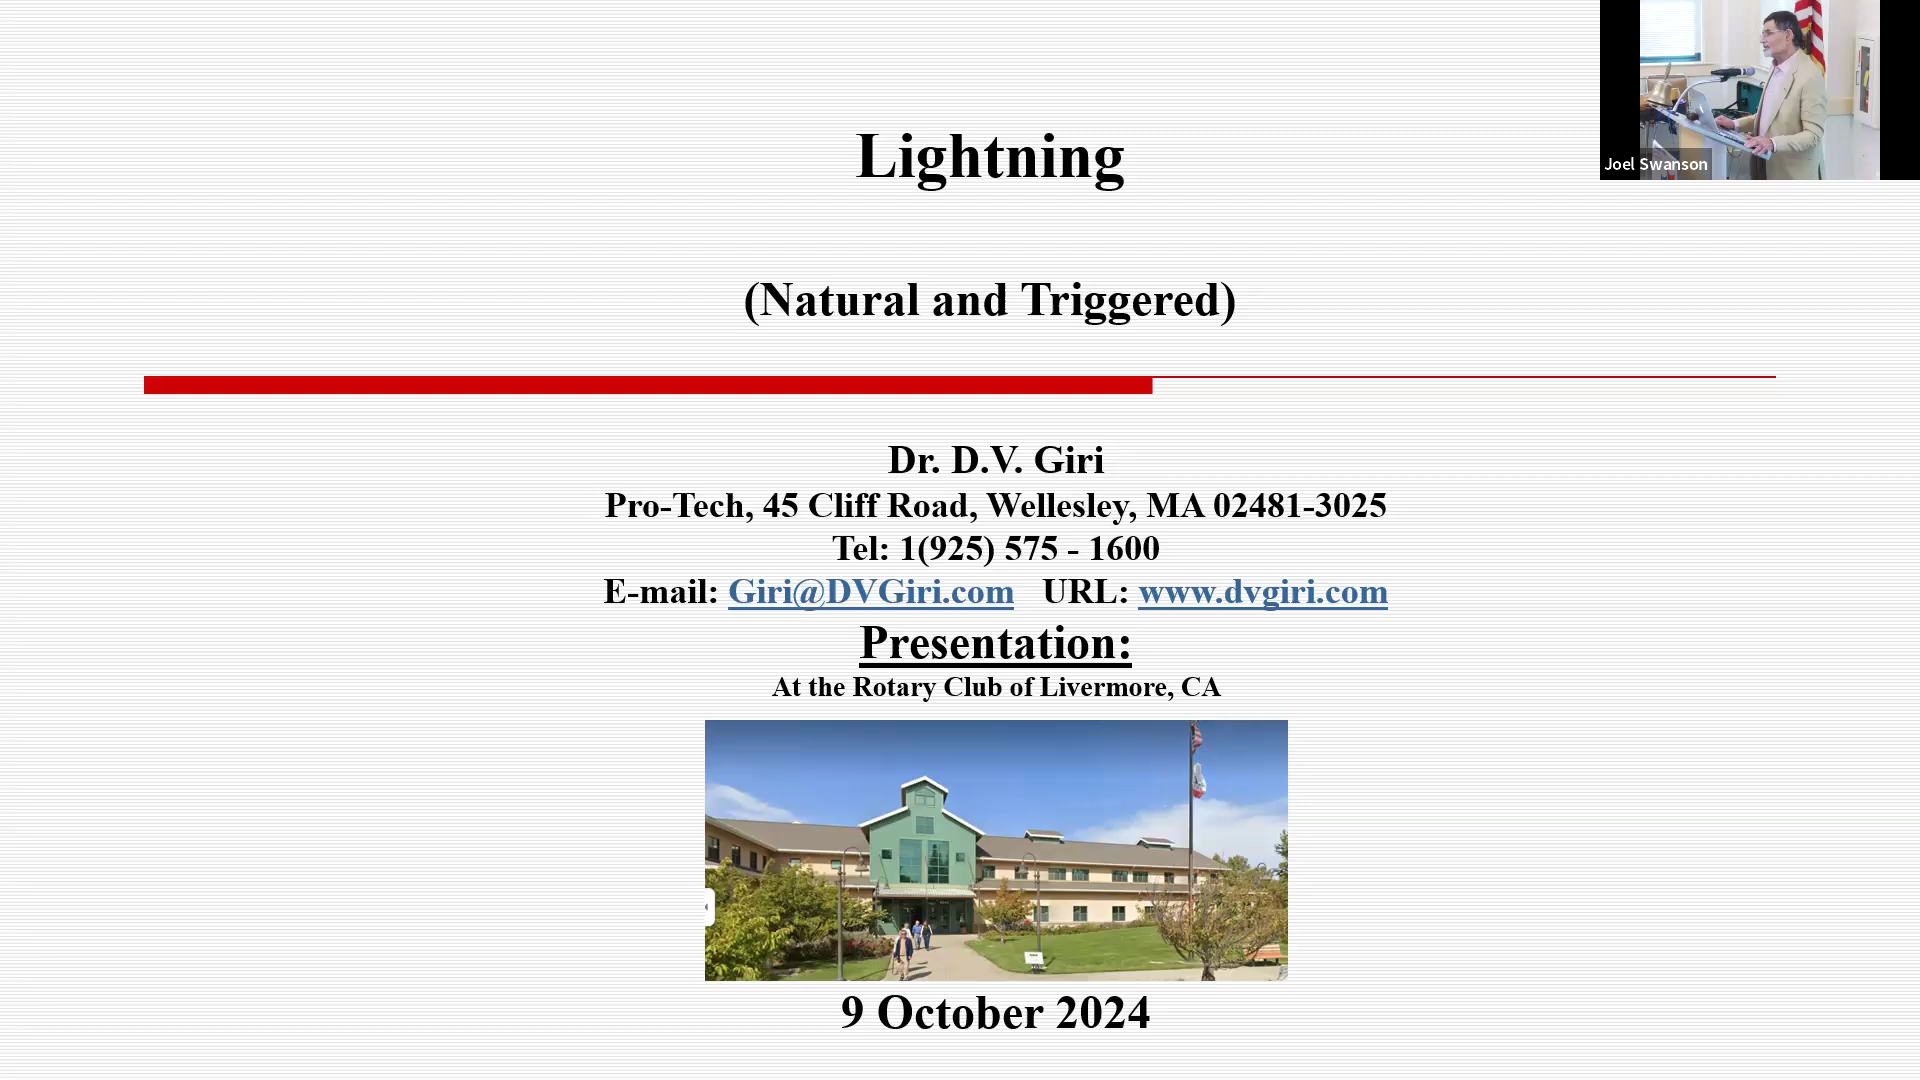 Lightning
Joel Swanson
(Natural and Triggered)
Dr. D.V. Giri
Pro-Tech, 45 Cliff Road, Wellesley, MA 02481-3025
Tel: 1(925) 575 - 1600
E-mail: Giri@DVGiri.com URL: www.dvgiri.com
Presentation:
At the Rotary Club of Livermore, CA
9 October 2024